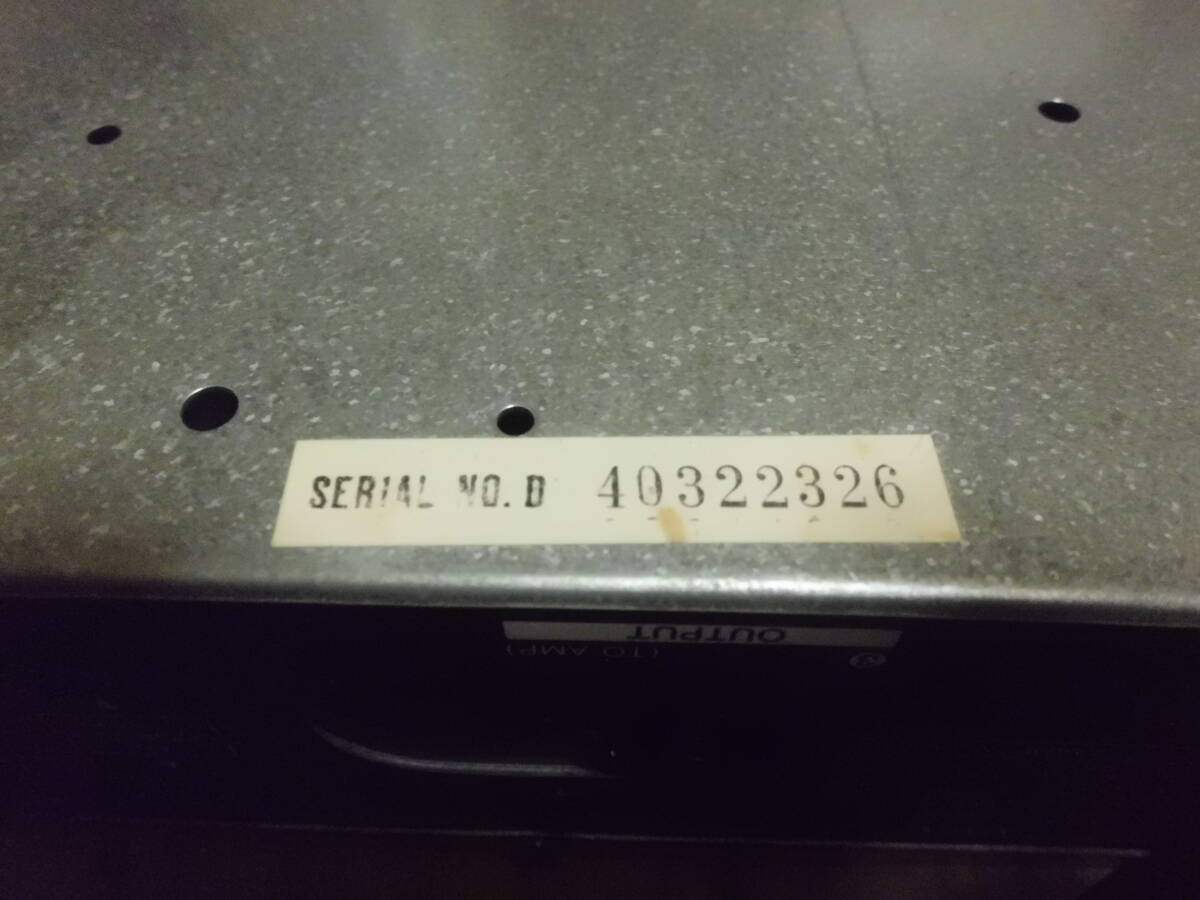 SERIAL NO. D 40322326
OUTPUT
(TO AMP)